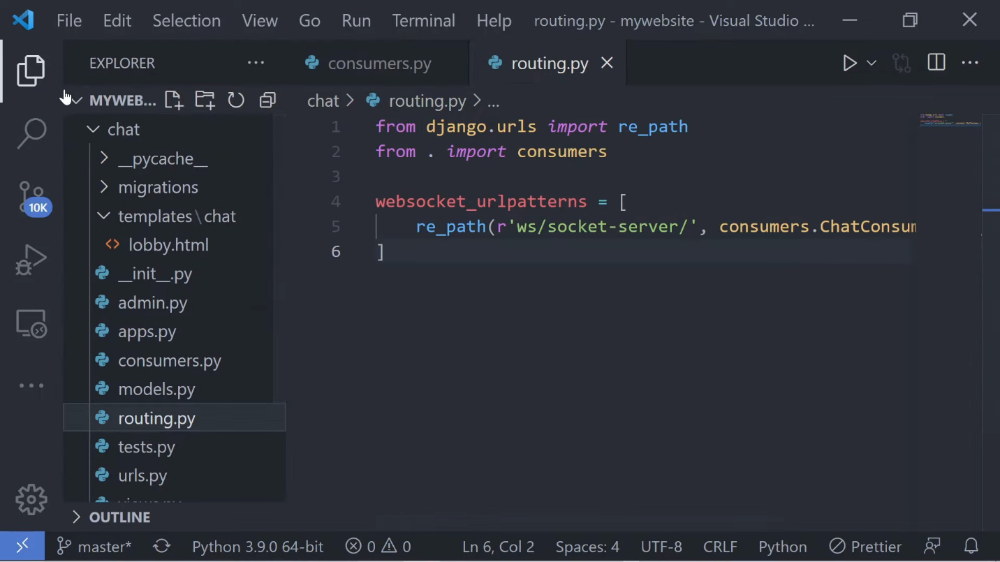 File Edit Selection View Go Run Terminal Help routing.py - mywebsite - Visual Studio ...
EXPLORER
consumers.py
routing.py
MYWEB...
chat > routing.py > ...
chat
__pycache__
migrations
templates\chat
lobby.html
__init__.py
admin.py
apps.py
consumers.py
models.py
routing.py
tests.py
urls.py
1 from django.urls import re_path
2 from . import consumers
3
4 websocket_urlpatterns = [
5 re_path(r'ws/socket-server/', consumers.ChatConsum
6 ]
10K
OUTLINE
master* Python 3.9.0 64-bit 0 0 Ln 6, Col 2 Spaces: 4 UTF-8 CRLF Python Prettier